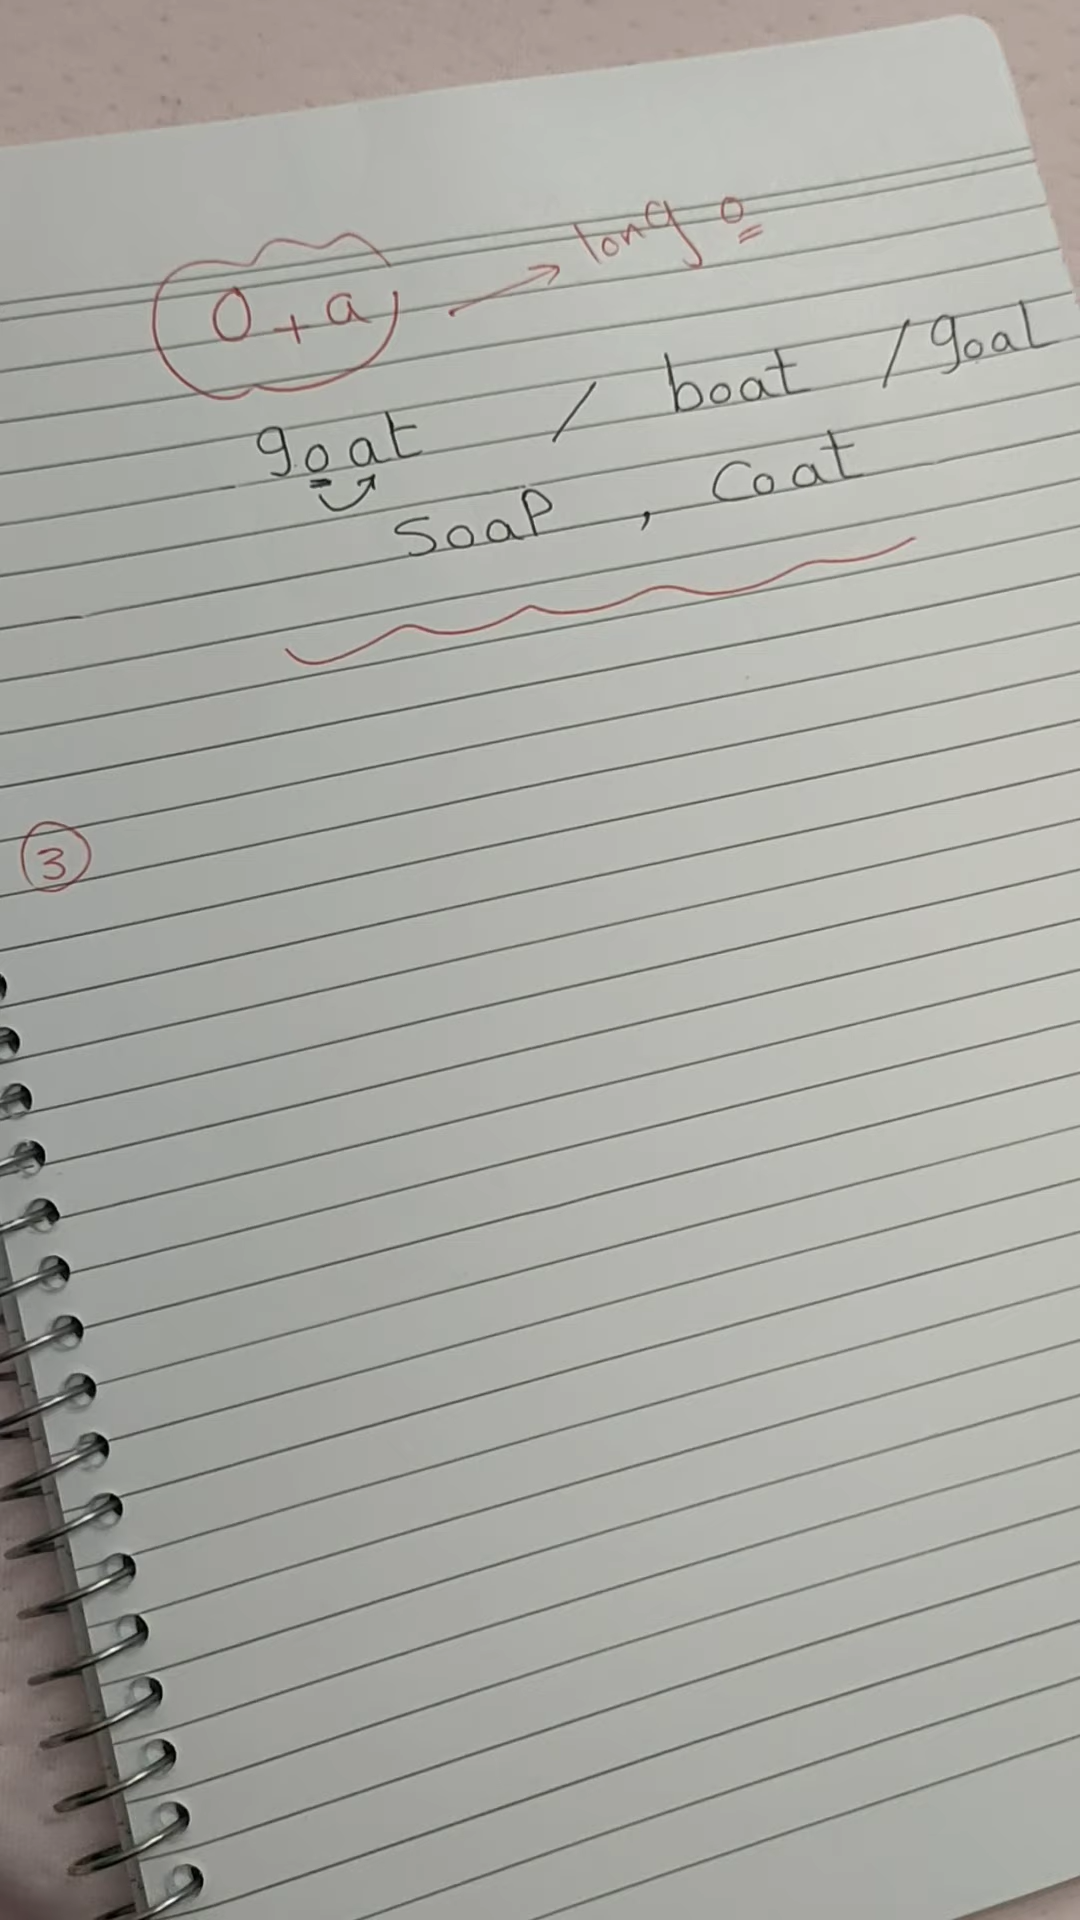 o + a → long o
goat / boat / goal
soap , coat
3